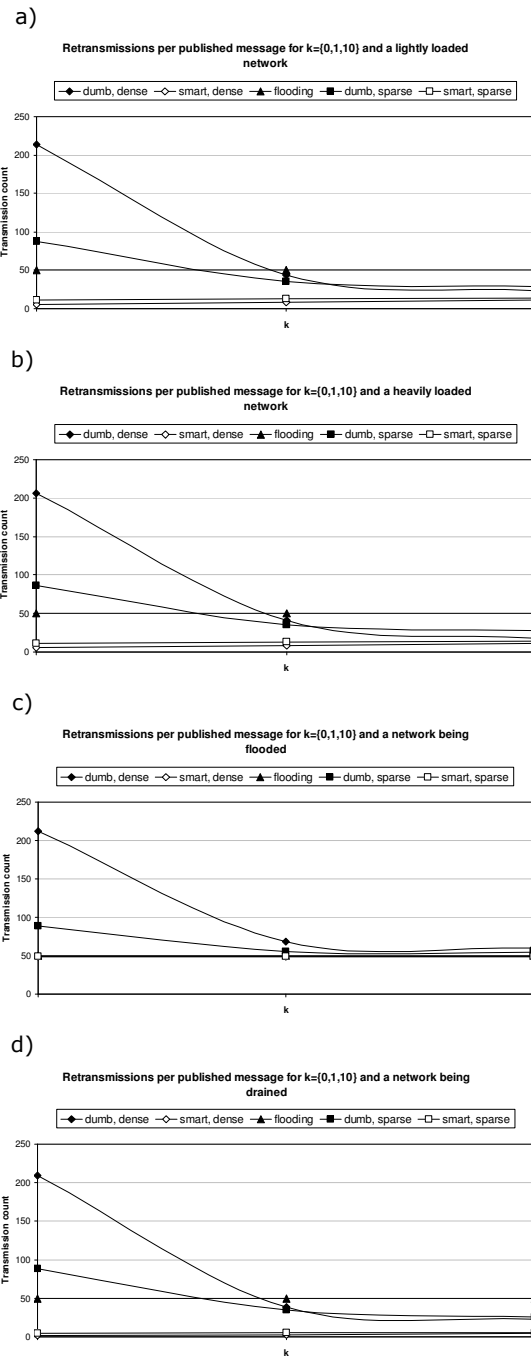 a)
Retransmissions per published message for k={0,1,10} and a lightly loaded
network
dumb, dense smart, dense flooding dumb, sparse smart, sparse
250
200
150
100
50
0
Transmission count
k
b)
Retransmissions per published message for k={0,1,10} and a heavily loaded
network
dumb, dense smart, dense flooding dumb, sparse smart, sparse
250
200
150
100
50
0
Transmission count
k
c)
Retransmissions per published message for k={0,1,10} and a network being
flooded
dumb, dense smart, dense flooding dumb, sparse smart, sparse
250
200
150
100
50
0
Transmission count
k
d)
Retransmissions per published message for k={0,1,10} and a network being
drained
dumb, dense smart, dense flooding dumb, sparse smart, sparse
250
200
150
100
50
0
Transmission count
k